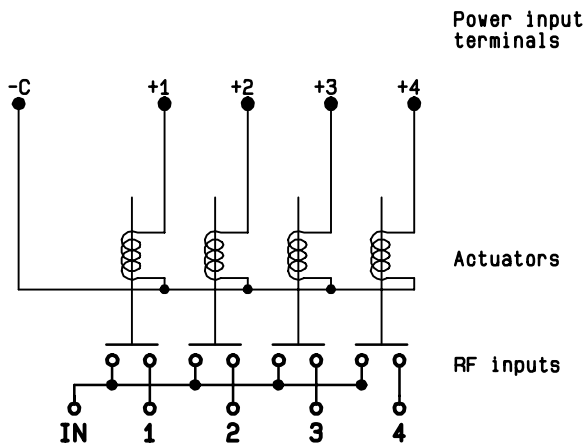 Power input
terminals
-C +1 +2 +3 +4
Actuators
RF inputs
IN 1 2 3 4